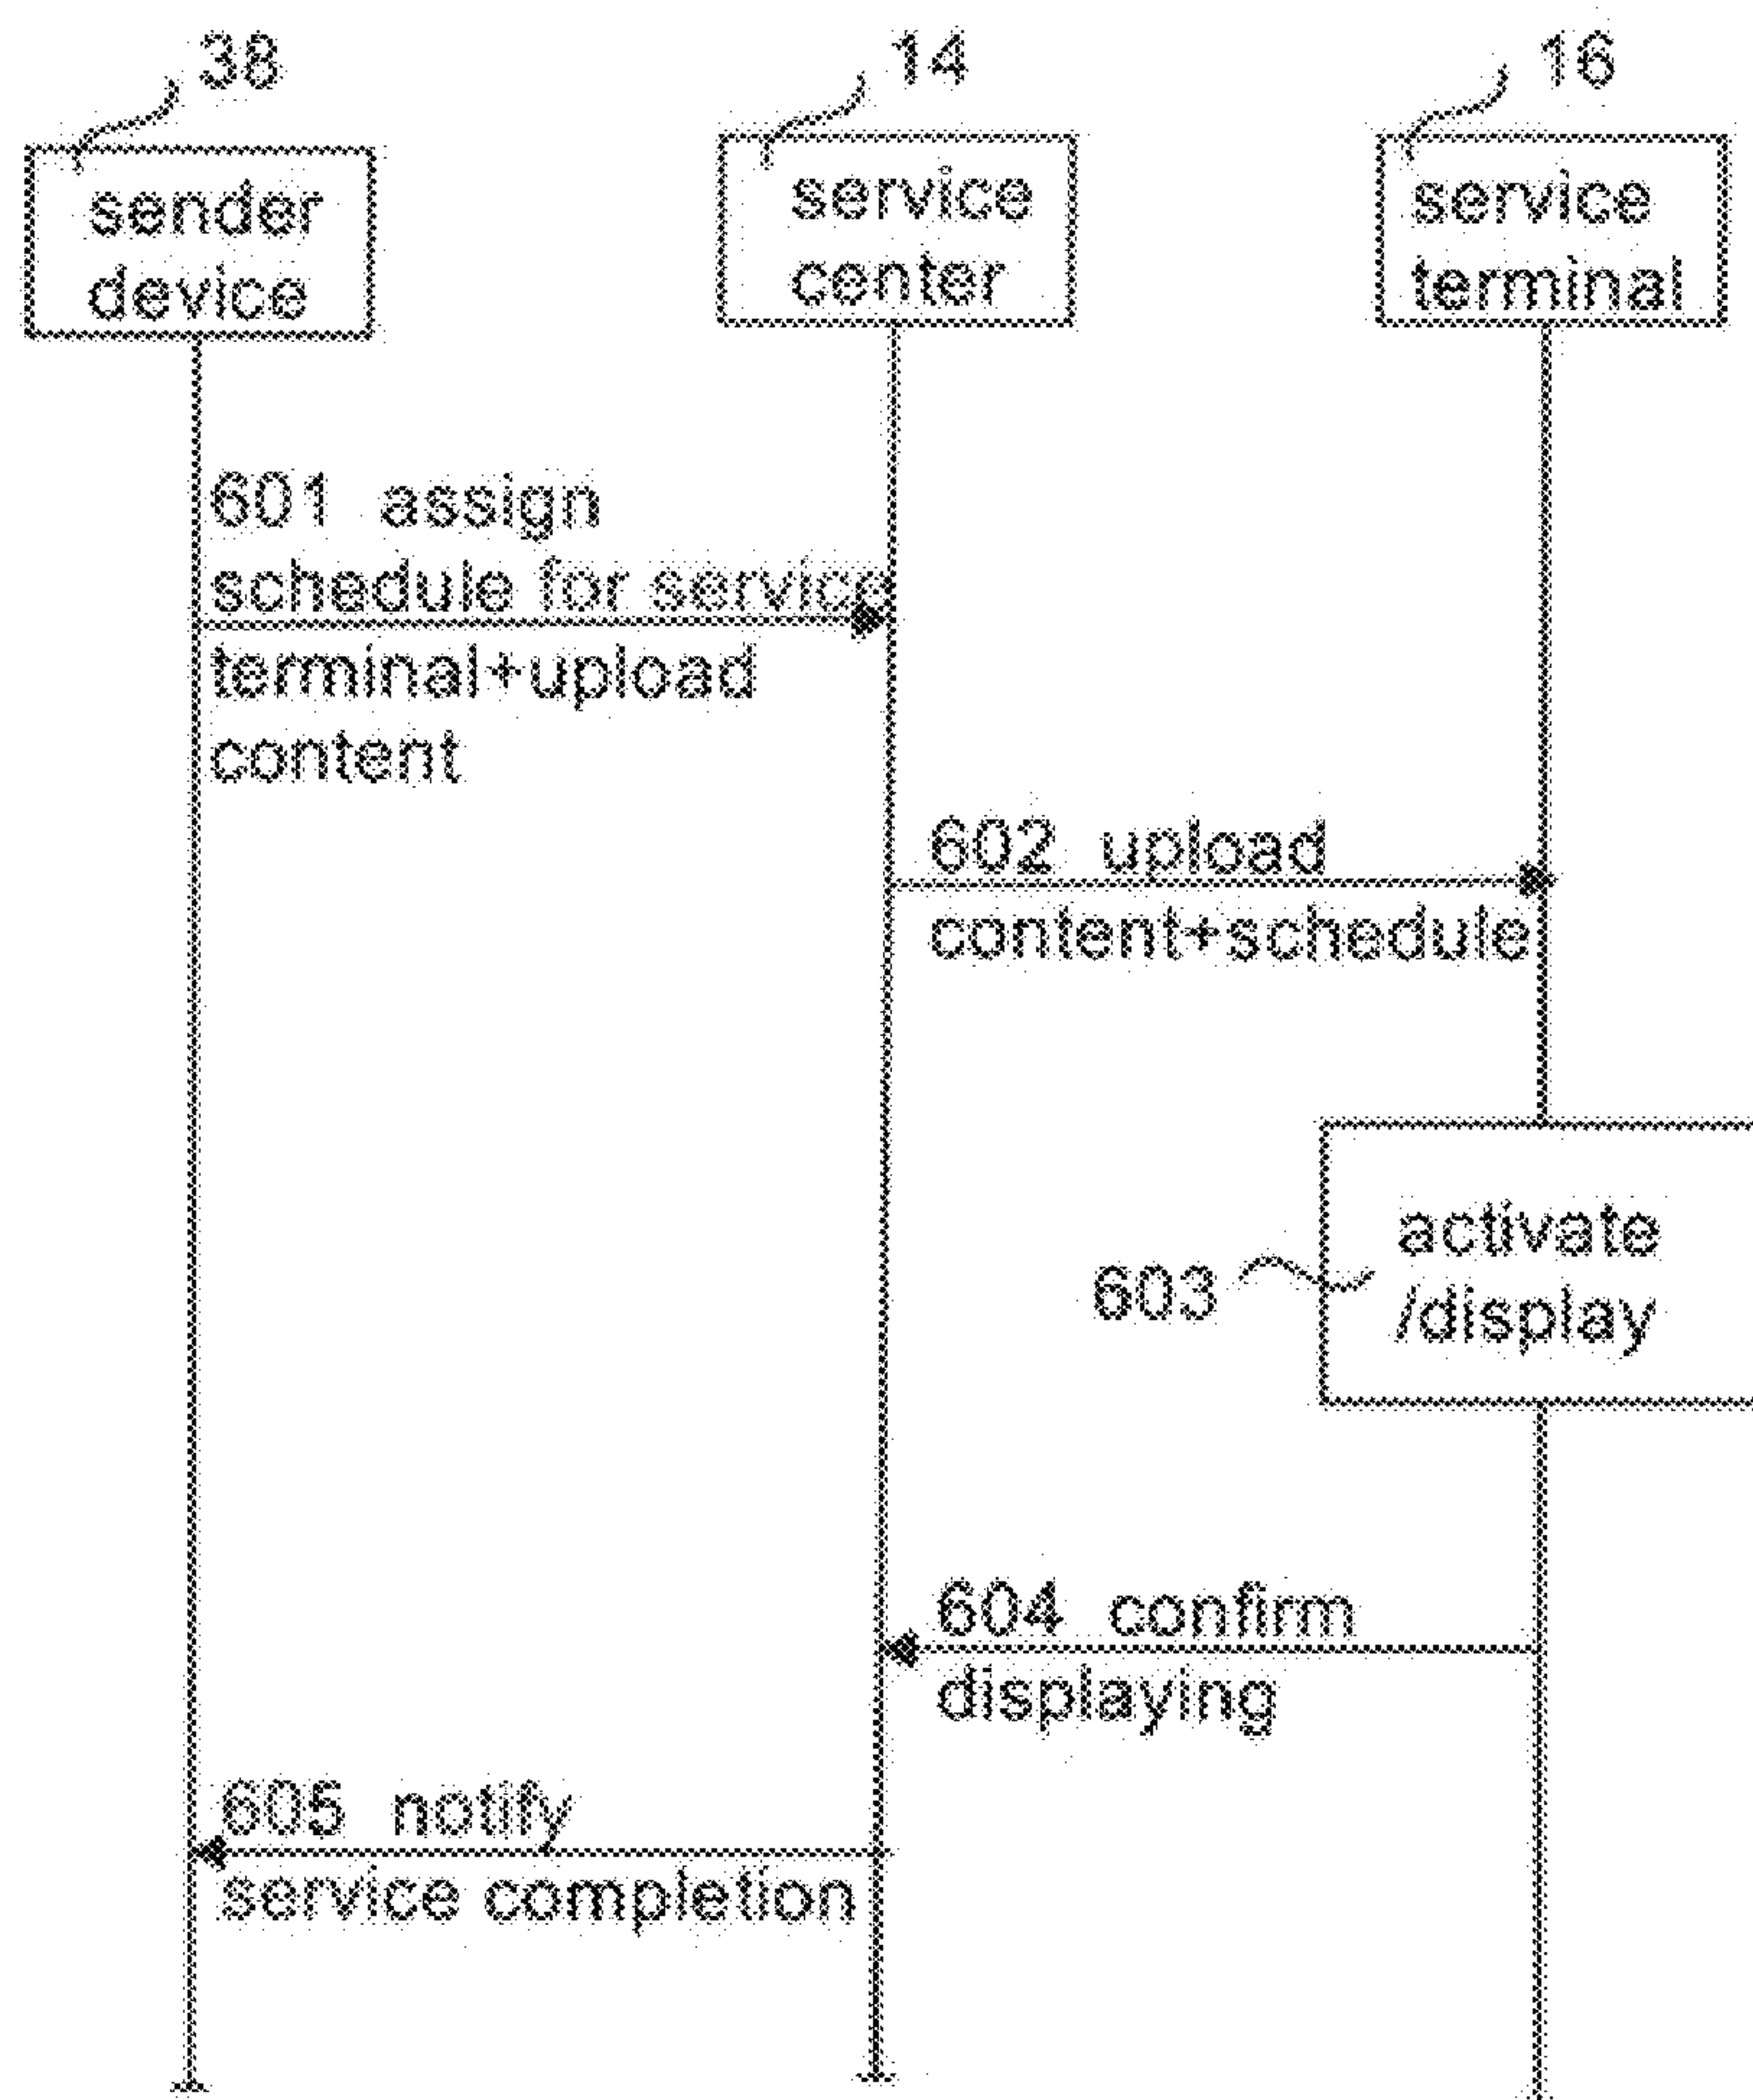 38
14
16
sender
device
service
center
service
terminal
601 assign
schedule for service
terminal+upload
content
602 upload
content+schedule
603
activate
/display
604 confirm
displaying
605 notify
service completion